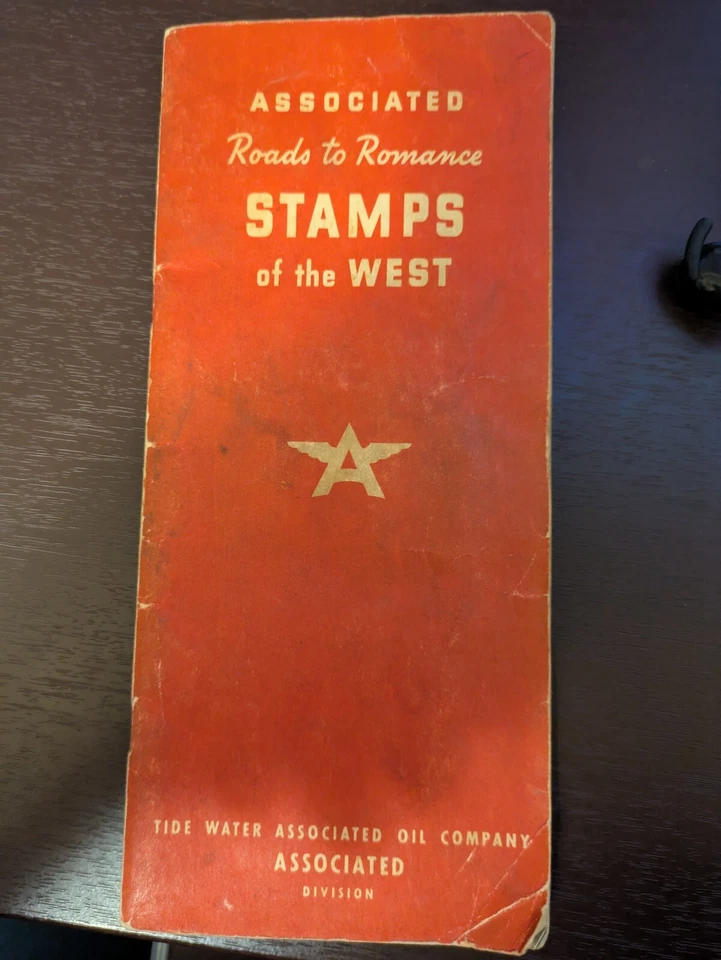 ASSOCIATED
Roads to Romance
STAMPS
of the WEST
A
TIDE WATER ASSOCIATED OIL COMPANY
ASSOCIATED
DIVISION